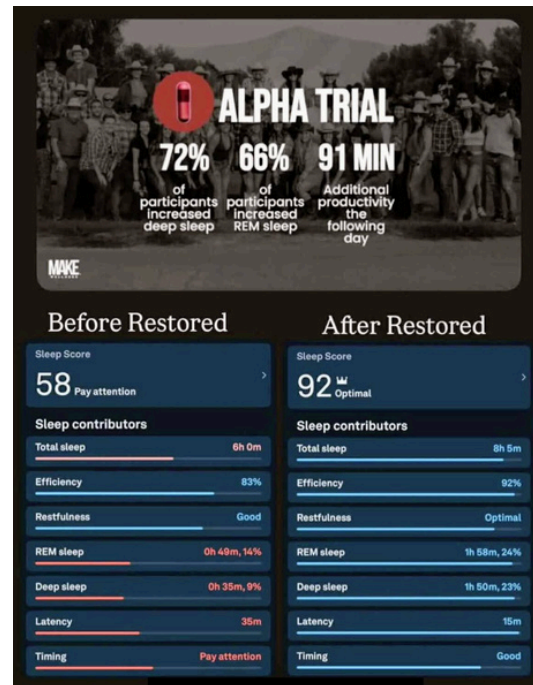 ALPHA TRIAL
72% 66% 91 MIN
of participants increased deep sleep
of participants increased REM sleep
Additional productivity the following day
MAKE
WELLNESS
Before Restored
Sleep Score
58 Pay attention
Sleep contributors
Total sleep 6h 0m
Efficiency 83%
Restfulness Good
REM sleep 0h 49m, 14%
Deep sleep 0h 35m, 9%
Latency 35m
Timing Pay attention
After Restored
Sleep Score
92 Optimal
Sleep contributors
Total sleep 8h 5m
Efficiency 92%
Restfulness Optimal
REM sleep 1h 58m, 24%
Deep sleep 1h 50m, 23%
Latency 15m
Timing Good